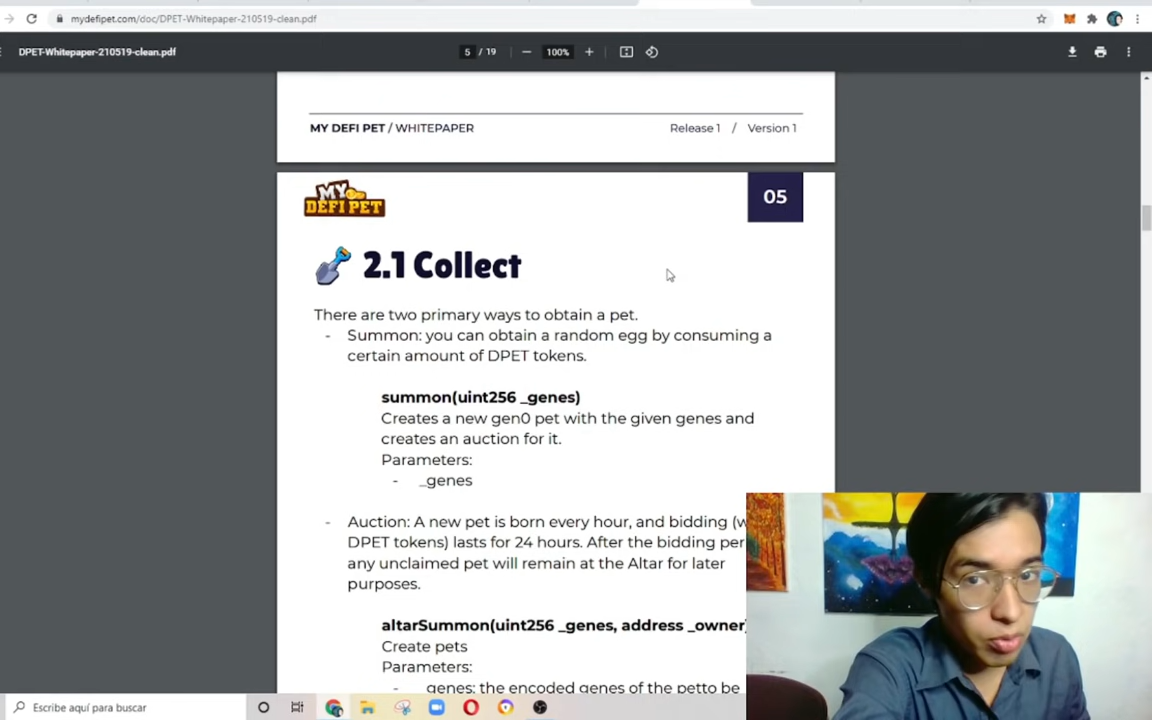 mydefipet.com/doc/DPET-Whitepaper-210519-clean.pdf
DPET-Whitepaper-210519-clean.pdf
5 / 19
100%
MY DEFI PET / WHITEPAPER
Release 1 / Version 1
MY
DEFI PET
05
2.1 Collect
There are two primary ways to obtain a pet.
- Summon: you can obtain a random egg by consuming a
certain amount of DPET tokens.
summon(uint256 _genes)
Creates a new gen0 pet with the given genes and
creates an auction for it.
Parameters:
- _genes
- Auction: A new pet is born every hour, and bidding (w
DPET tokens) lasts for 24 hours. After the bidding per
any unclaimed pet will remain at the Altar for later
purposes.
altarSummon(uint256 _genes, address _owner)
Create pets
Parameters:
- _genes: the encoded genes of the petto be
Escribe aquí para buscar